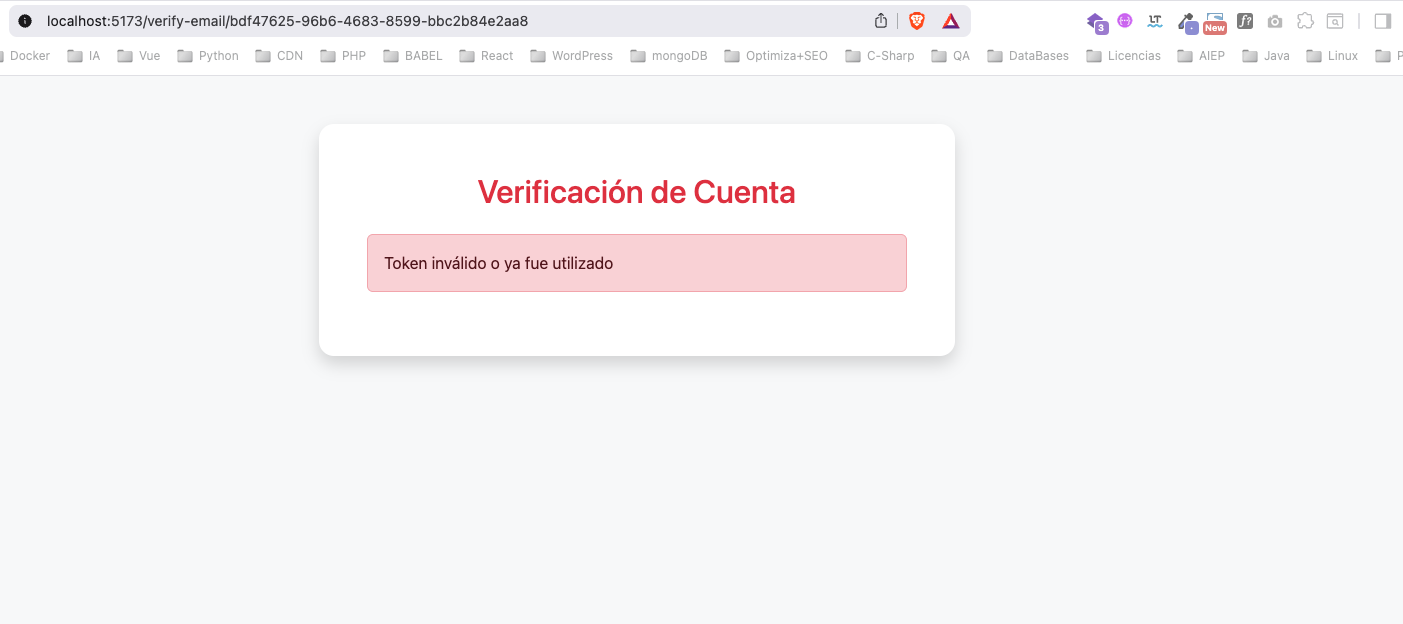 localhost:5173/verify-email/bdf47625-96b6-4683-8599-bbc2b84e2aa8
3 LT New f?
Docker IA Vue Python CDN PHP BABEL React WordPress mongoDB Optimiza+SEO C-Sharp QA DataBases Licencias AIEP Java Linux P
Verificación de Cuenta
Token inválido o ya fue utilizado